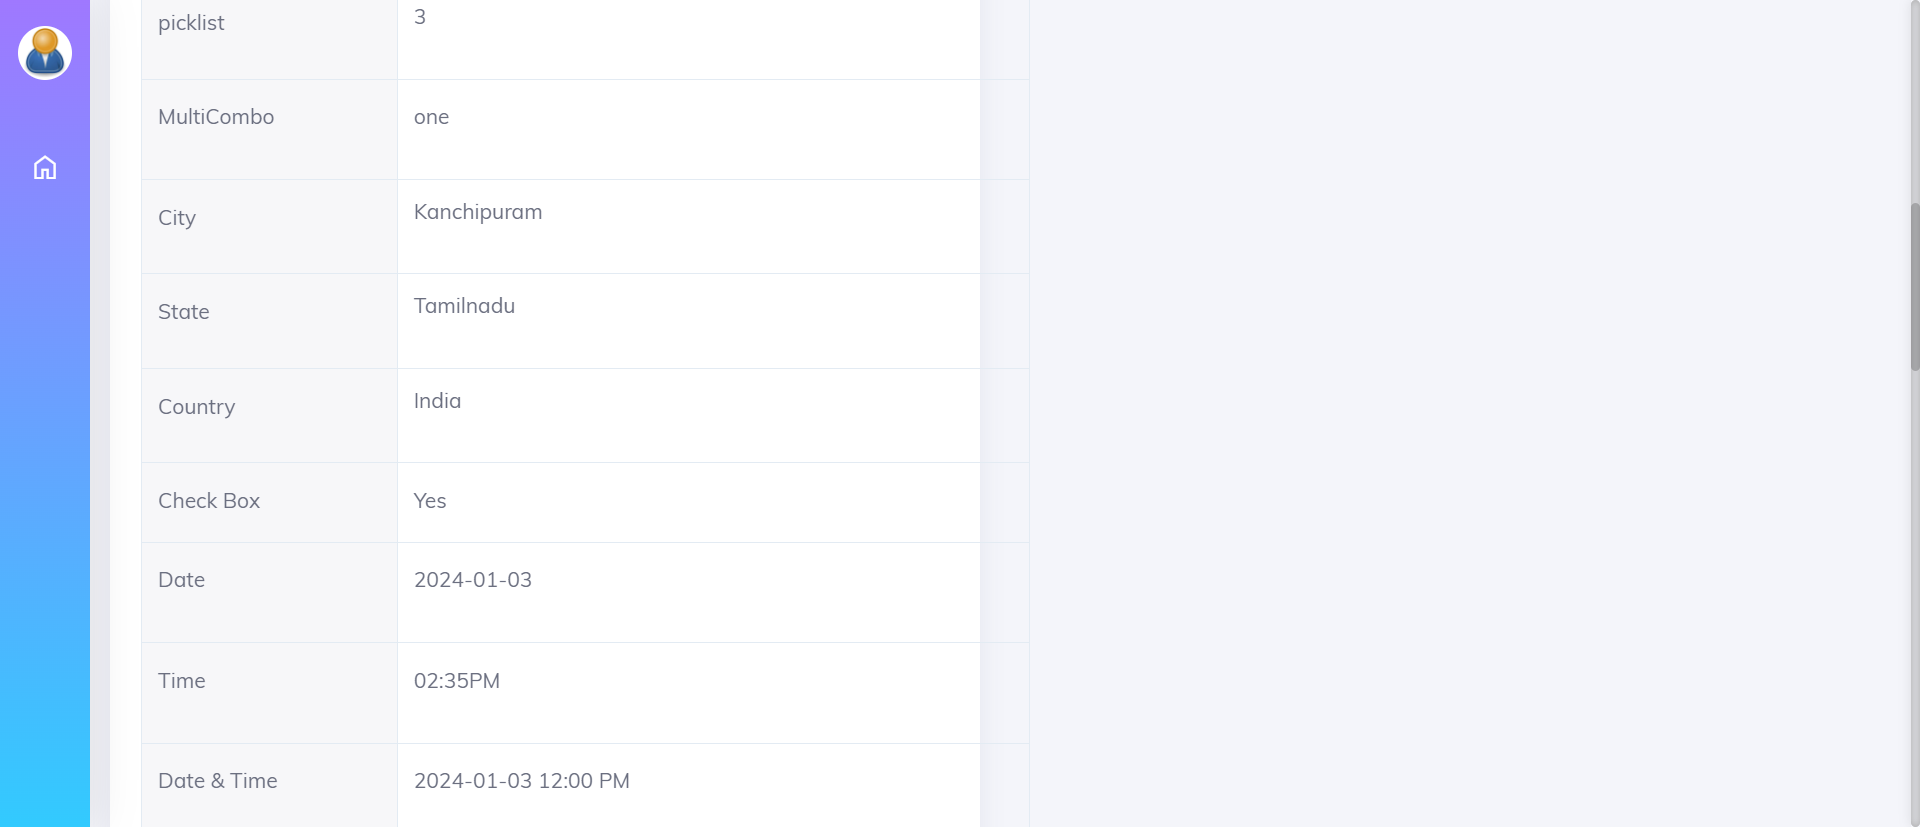 picklist 3
MultiCombo one
City Kanchipuram
State Tamilnadu
Country India
Check Box Yes
Date 2024-01-03
Time 02:35PM
Date & Time 2024-01-03 12:00 PM